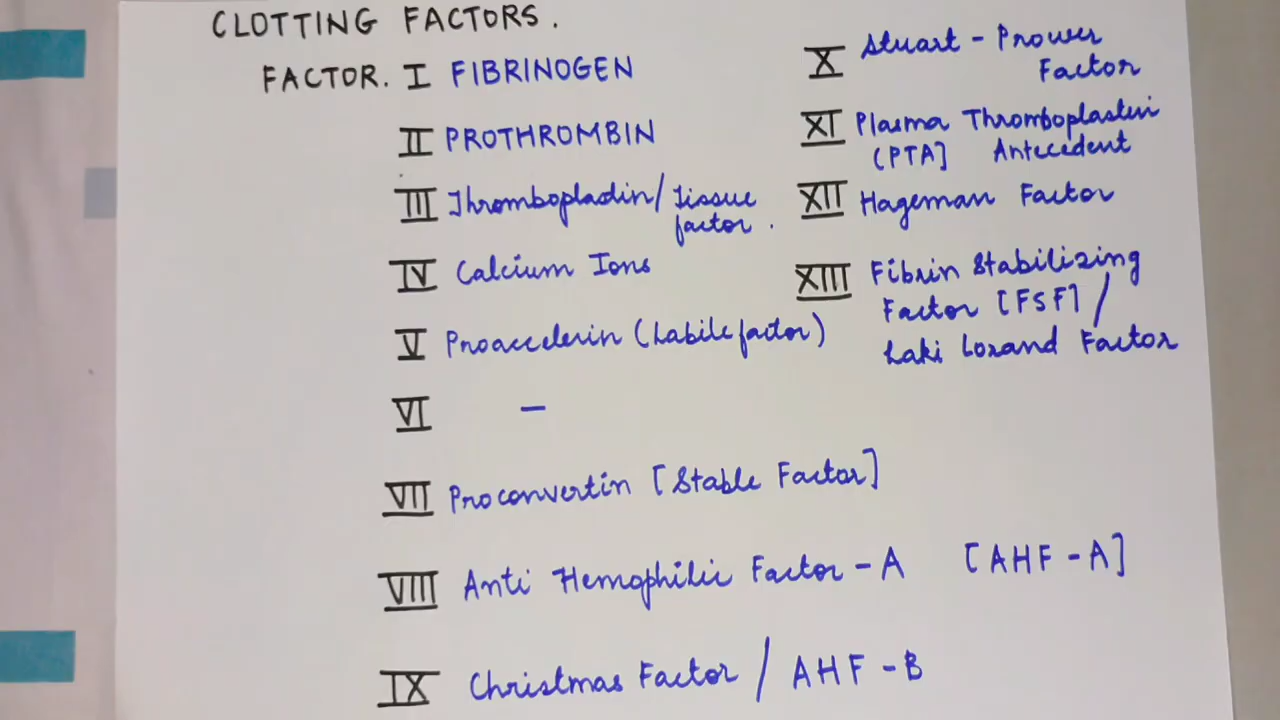 CLOTTING FACTORS.
FACTOR. I FIBRINOGEN
II PROTHROMBIN
III Thromboplastin/Tissue
factor.
IV Calcium Ions
V Proaccelerin (Labile factor)
VI –
VII Proconvertin [Stable Factor]
VIII Anti Hemophilic Factor - A [AHF - A]
IX Christmas Factor / AHF - B
X Stuart - Prower
Factor
XI Plasma Thromboplastin
[PTA] Antecedent
XII Hageman Factor
XIII Fibrin Stabilizing
Factor [FSF] /
Laki Lorand Factor